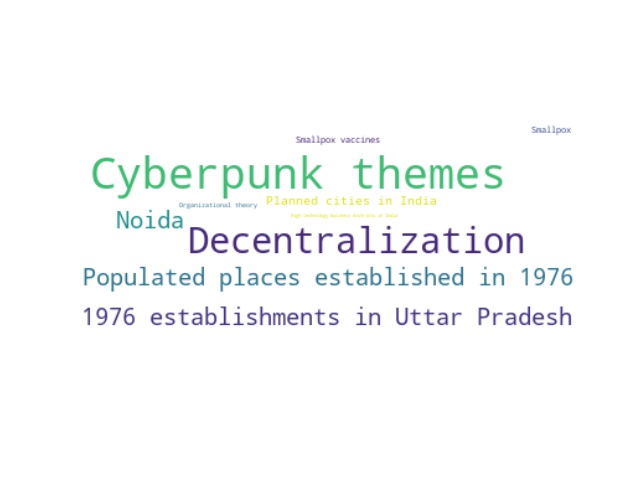 Smallpox
Smallpox vaccines
Cyberpunk themes
Planned cities in India
Organizational theory
High-technology business districts in India
Noida
Decentralization
Populated places established in 1976
1976 establishments in Uttar Pradesh